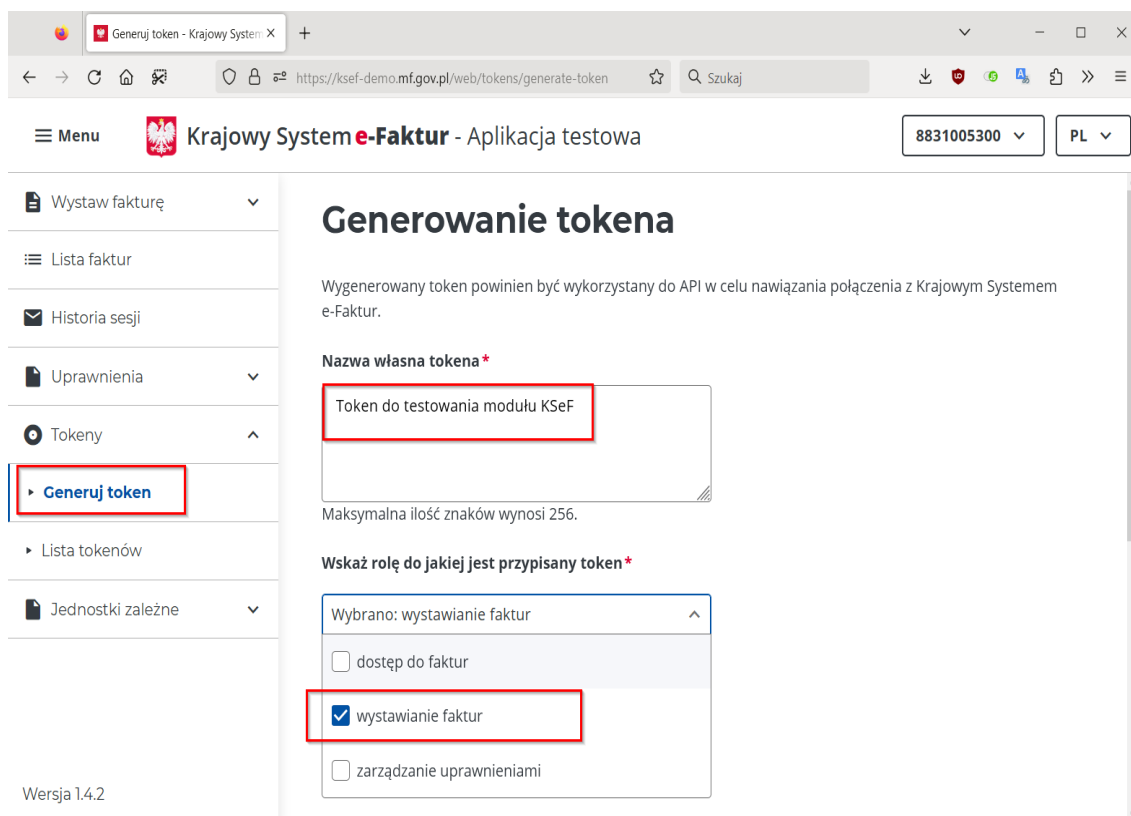 Generuj token - Krajowy System
https://ksef-demo.mf.gov.pl/web/tokens/generate-token
Szukaj
Menu
Krajowy System e-Faktur - Aplikacja testowa
8831005300
PL
Wystaw fakturę
Lista faktur
Historia sesji
Uprawnienia
Tokeny
Generuj token
Lista tokenów
Jednostki zależne
Wersja 1.4.2
Generowanie tokena
Wygenerowany token powinien być wykorzystany do API w celu nawiązania połączenia z Krajowym Systemem
e-Faktur.
Nazwa własna tokena*
Token do testowania modułu KSeF
Maksymalna ilość znaków wynosi 256.
Wskaż rolę do jakiej jest przypisany token*
Wybrano: wystawianie faktur
dostęp do faktur
wystawianie faktur
zarządzanie uprawnieniami